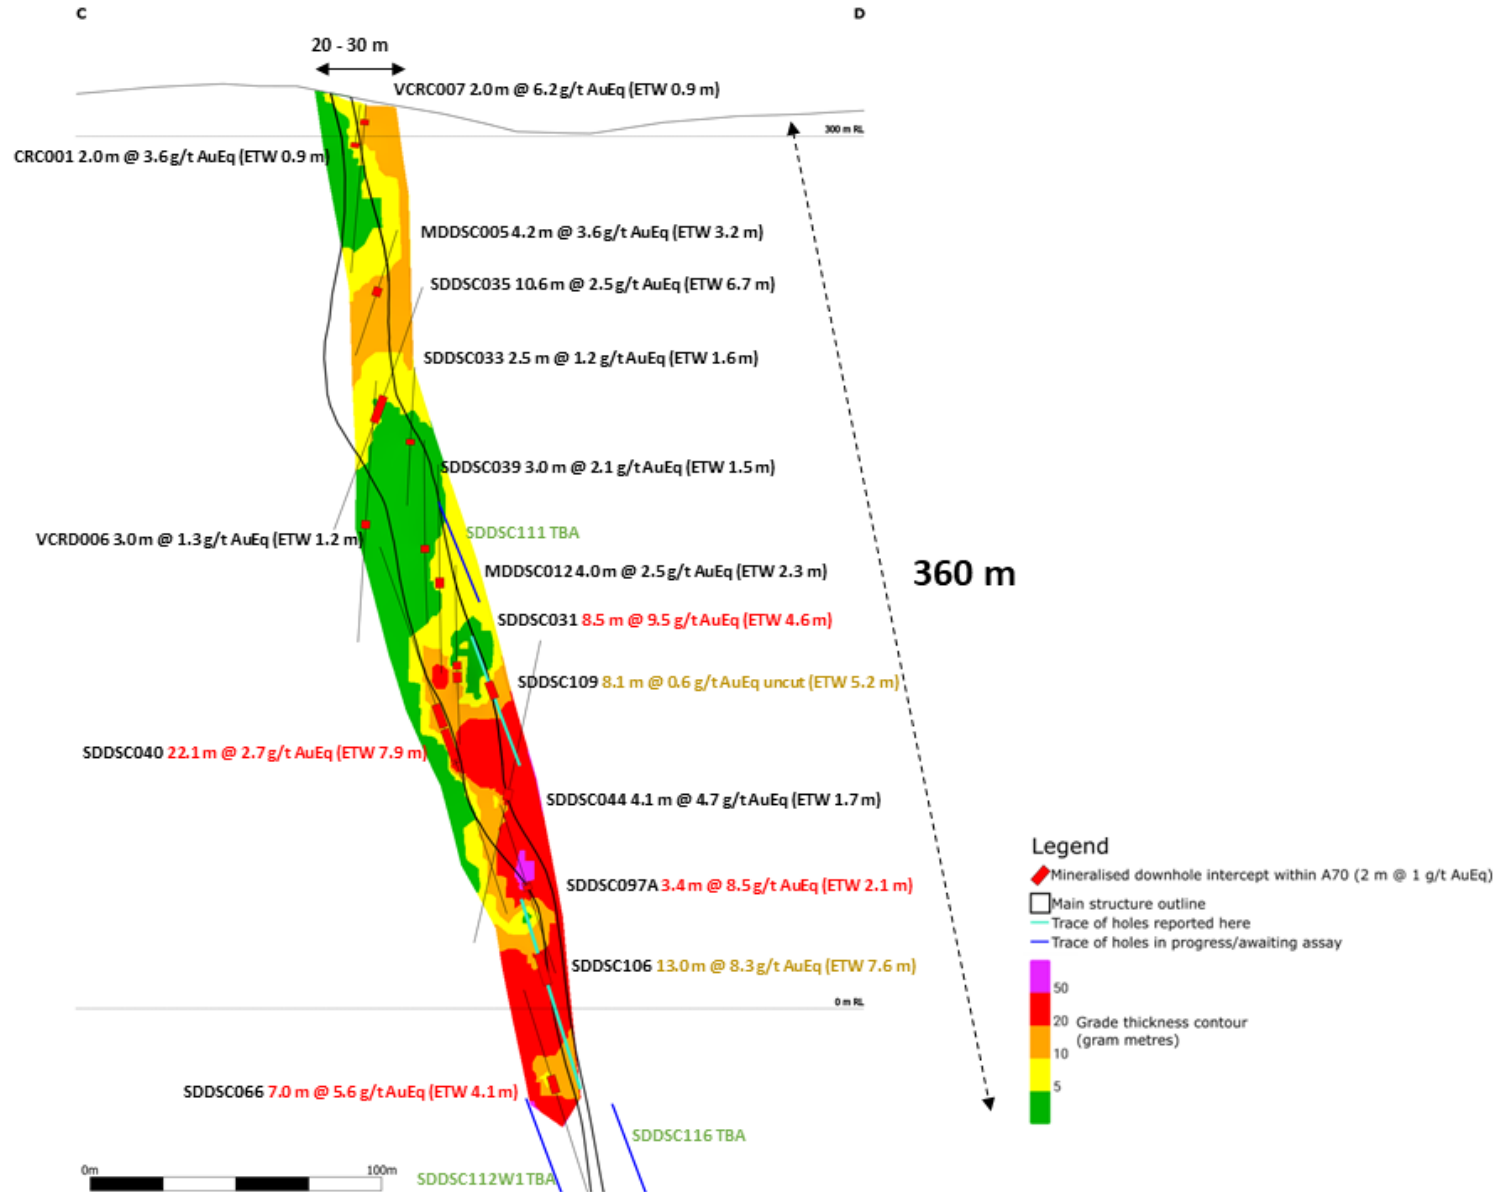 C
D
20 - 30 m
VCRC007 2.0 m @ 6.2 g/t AuEq (ETW 0.9 m)
300 m RL
CRC001 2.0 m @ 3.6 g/t AuEq (ETW 0.9 m)
MDDSC005 4.2 m @ 3.6 g/t AuEq (ETW 3.2 m)
SDDSC035 10.6 m @ 2.5 g/t AuEq (ETW 6.7 m)
SDDSC033 2.5 m @ 1.2 g/t AuEq (ETW 1.6 m)
SDDSC039 3.0 m @ 2.1 g/t AuEq (ETW 1.5 m)
VCRD006 3.0 m @ 1.3 g/t AuEq (ETW 1.2 m)
SDDSC111 TBA
MDDSC012 4.0 m @ 2.5 g/t AuEq (ETW 2.3 m)
360 m
SDDSC031 8.5 m @ 9.5 g/t AuEq (ETW 4.6 m)
SDDSC109 8.1 m @ 0.6 g/t AuEq uncut (ETW 5.2 m)
SDDSC040 22.1 m @ 2.7 g/t AuEq (ETW 7.9 m)
SDDSC044 4.1 m @ 4.7 g/t AuEq (ETW 1.7 m)
SDDSC097A 3.4 m @ 8.5 g/t AuEq (ETW 2.1 m)
SDDSC106 13.0 m @ 8.3 g/t AuEq (ETW 7.6 m)
0 m RL
SDDSC066 7.0 m @ 5.6 g/t AuEq (ETW 4.1 m)
SDDSC116 TBA
SDDSC112W1 TBA
0m
100m
Legend
Mineralised downhole intercept within A70 (2 m @ 1 g/t AuEq)
Main structure outline
Trace of holes reported here
Trace of holes in progress/awaiting assay
50
20
10
5
Grade thickness contour
(gram metres)